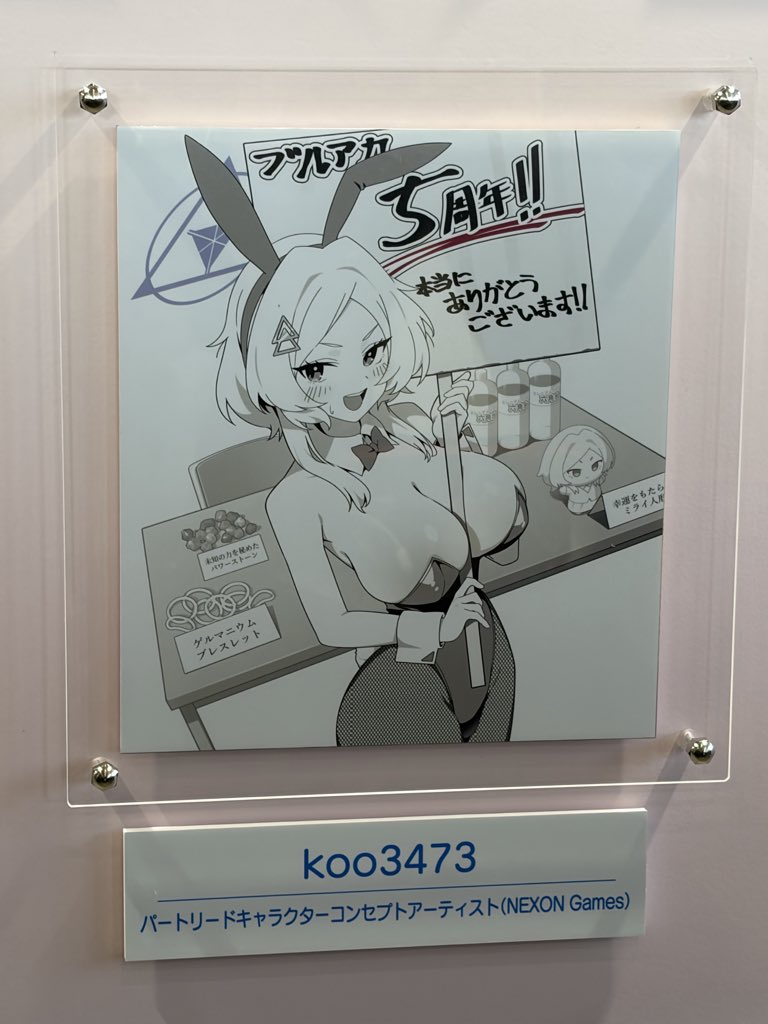 ブルアカ
5周年!!
本当に
ありがとう
ございます!!
未知の力を秘めた
パワーストーン
ゲルマニウム
ブレスレット
幸運をもたら
ミライ人形
koo3473
パートリードキャラクターコンセプトアーティスト(NEXON Games)